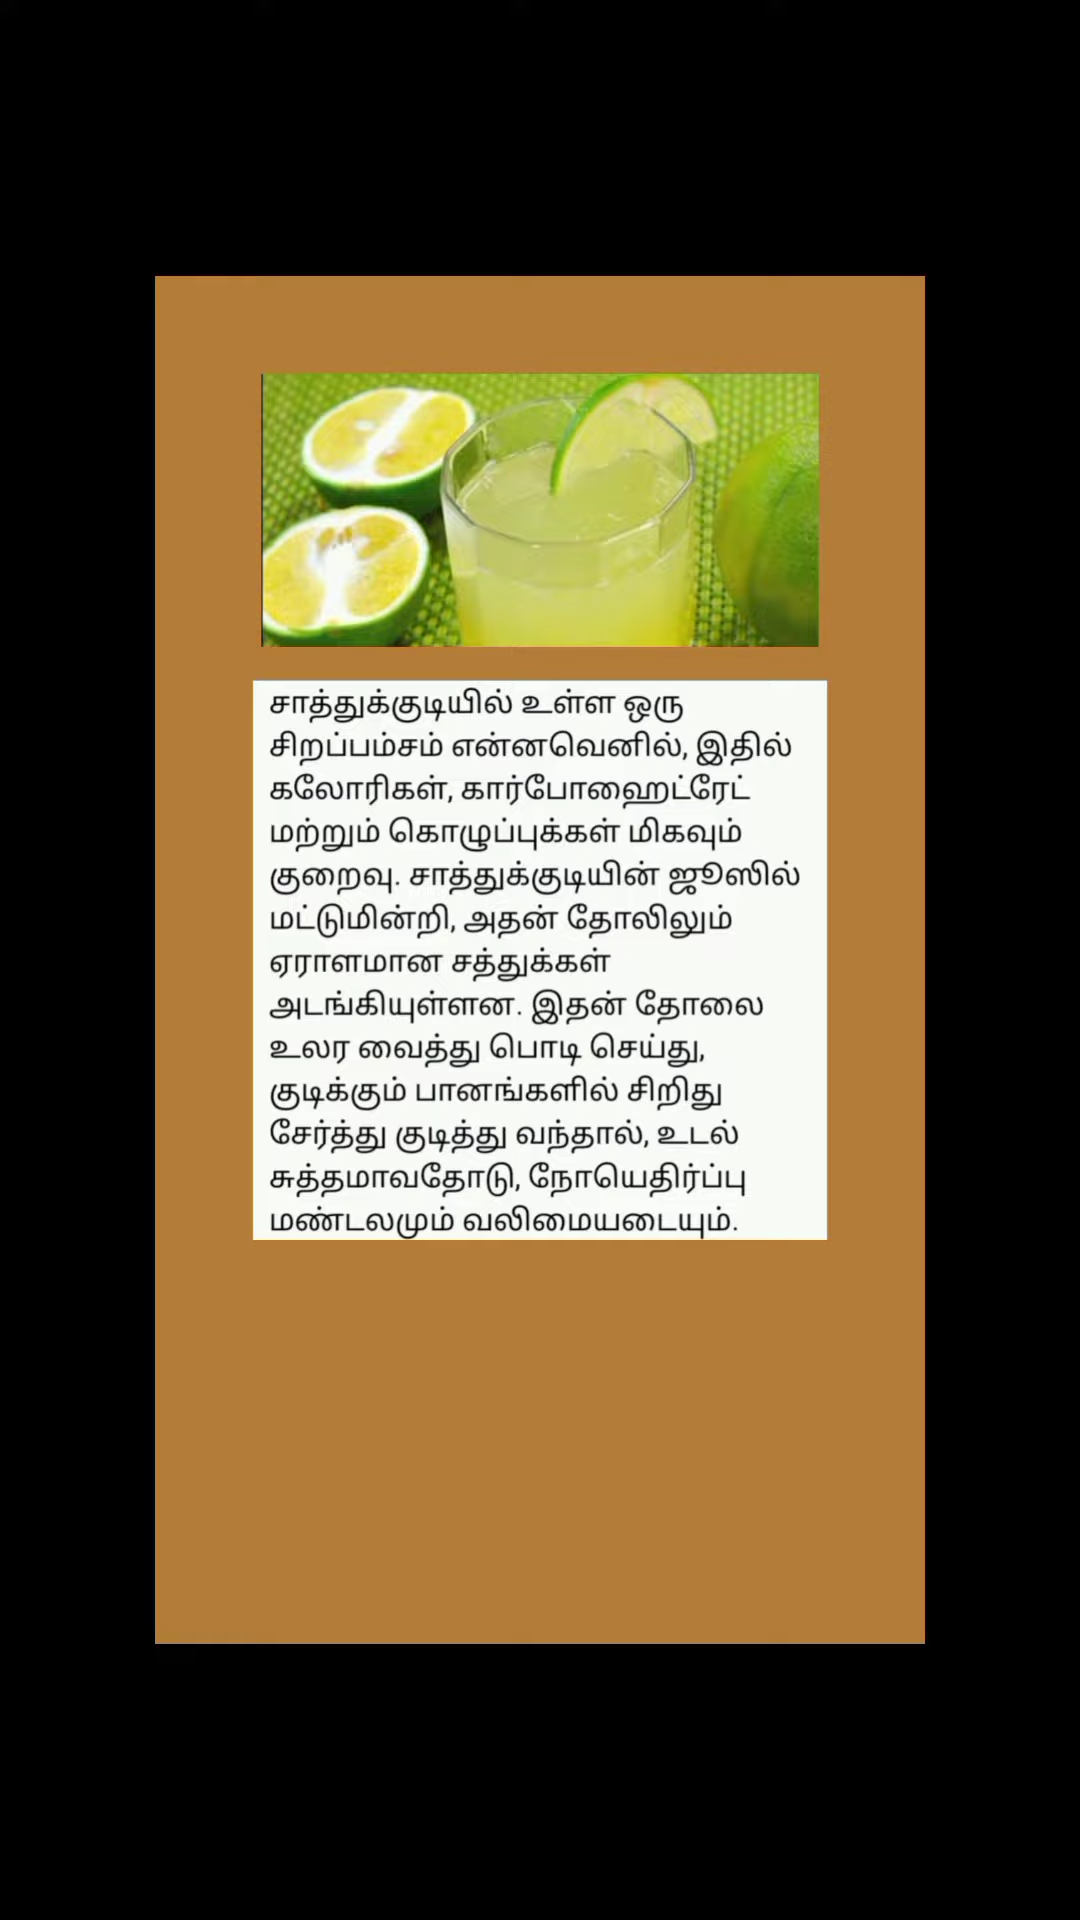 சாத்துக்குடியில் உள்ள ஒரு
சிறப்பம்சம் என்னவெனில், இதில்
கலோரிகள், கார்போஹைட்ரேட்
மற்றும் கொழுப்புக்கள் மிகவும்
குறைவு. சாத்துக்குடியின் ஜூஸில்
மட்டுமின்றி, அதன் தோலிலும்
ஏராளமான சத்துக்கள்
அடங்கியுள்ளன. இதன் தோலை
உலர வைத்து பொடி செய்து,
குடிக்கும் பானங்களில் சிறிது
சேர்த்து குடித்து வந்தால், உடல்
சுத்தமாவதோடு, நோயெதிர்ப்பு
மண்டலமும் வலிமையடையும்.